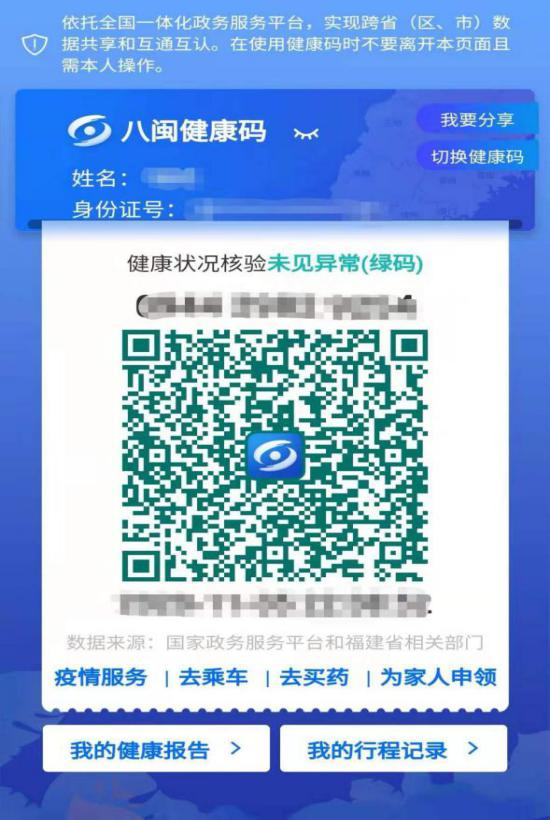 依托全国一体化政务服务平台，实现跨省（区、市）数
据共享和互通互认。在使用健康码时不要离开本页面且
需本人操作。
八闽健康码
我要分享
切换健康码
姓名：
身份证号：
健康状况核验未见异常(绿码)
数据来源：国家政务服务平台和福建省相关部门
疫情服务 | 去乘车 | 去买药 | 为家人申领
我的健康报告 >
我的行程记录 >